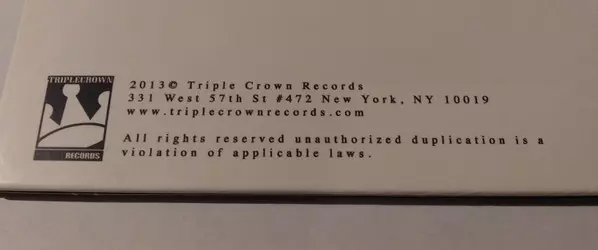 TRIPLECROWN
RECORDS
2013© Triple Crown Records
331 West 57th St #472 New York, NY 10019
www.triplecrownrecords.com
All rights reserved unauthorized duplication is a
violation of applicable laws.